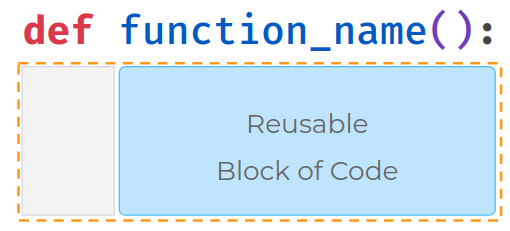 def function_name():
Reusable
Block of Code